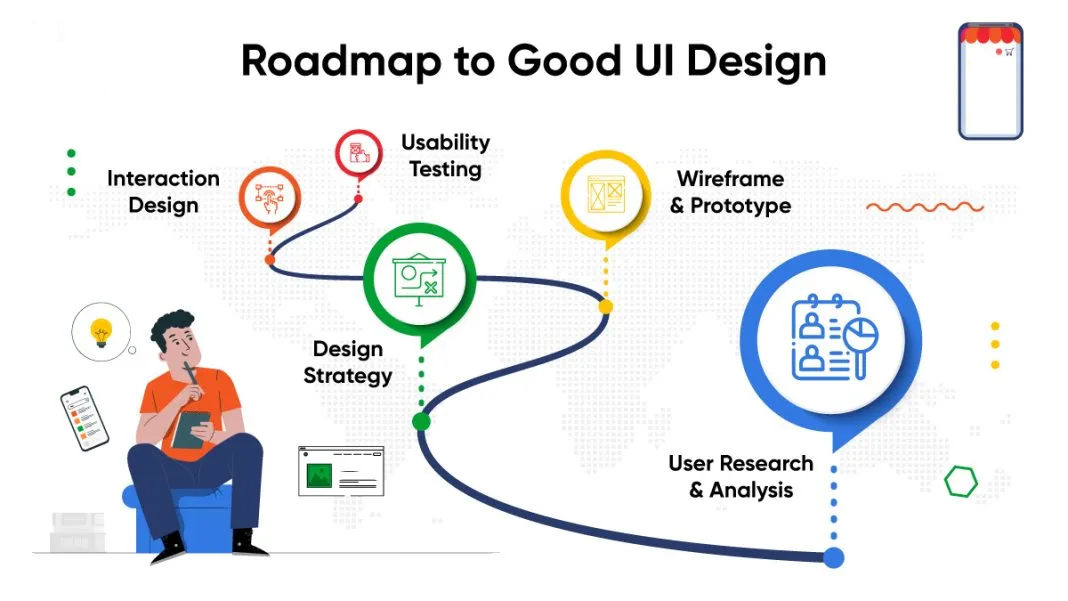 Roadmap to Good UI Design
Usability
Testing
Interaction
Design
Wireframe
& Prototype
Design
Strategy
User Research
& Analysis